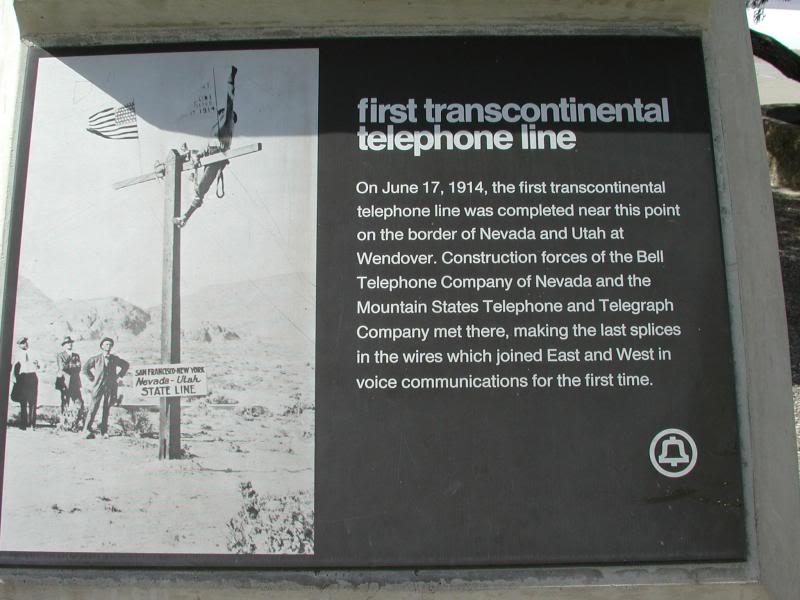 first transcontinental
telephone line
On June 17, 1914, the first transcontinental
telephone line was completed near this point
on the border of Nevada and Utah at
Wendover. Construction forces of the Bell
Telephone Company of Nevada and the
Mountain States Telephone and Telegraph
Company met there, making the last splices
in the wires which joined East and West in
voice communications for the first time.
SAN FRANCISCO-NEW YORK
Nevada-Utah
STATE LINE
1914